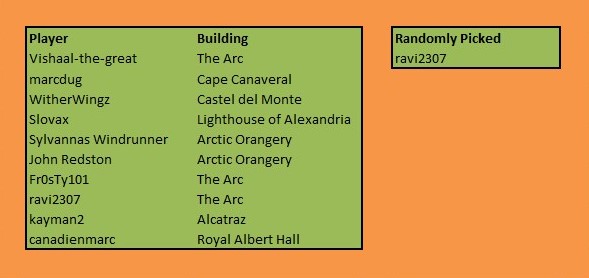 Player Building
Vishaal-the-great The Arc
marcdug Cape Canaveral
WitherWingz Castel del Monte
Slovax Lighthouse of Alexandria
Sylvannas Windrunner Arctic Orangery
John Redston Arctic Orangery
Fr0sTy101 The Arc
ravi2307 The Arc
kayman2 Alcatraz
canadienmarc Royal Albert Hall
Randomly Picked
ravi2307